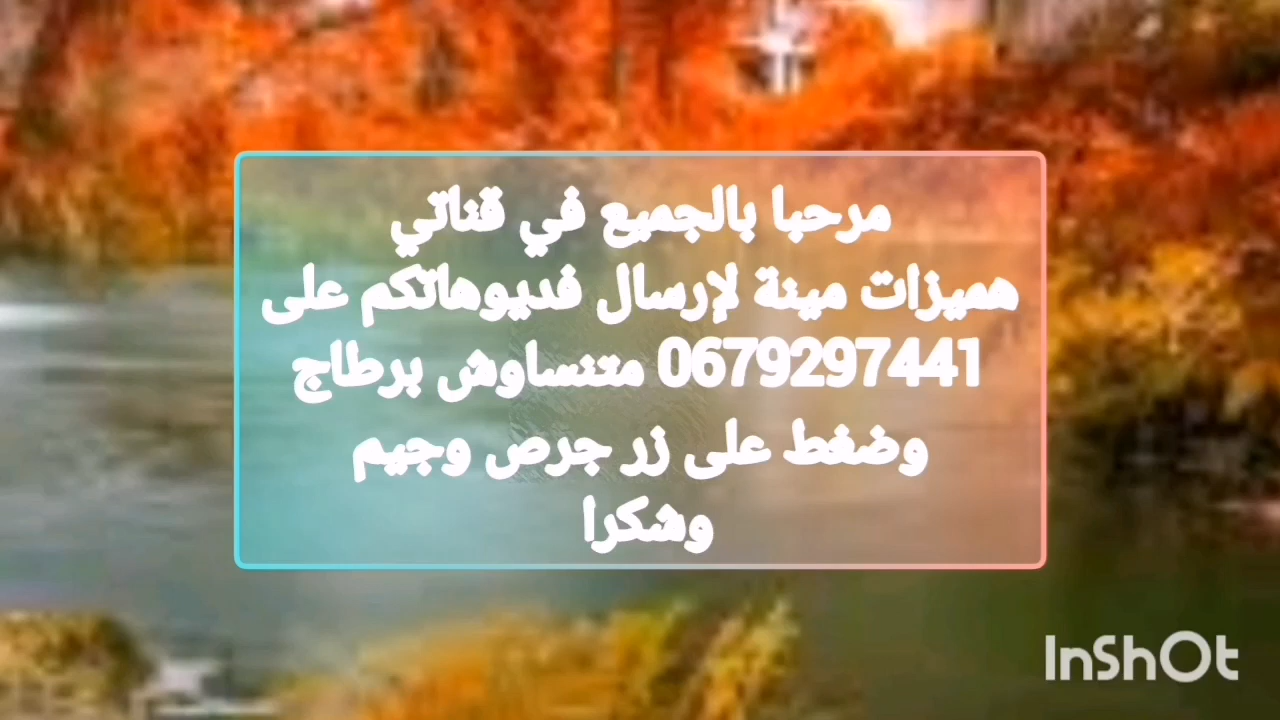 مرحبا بالجميع في قناتي
هميزات مينة لإرسال فديوهاتكم على
0679297441 متنساوش برطاج
وضغط على زر جرص وجيم
وشكرا
InShOt